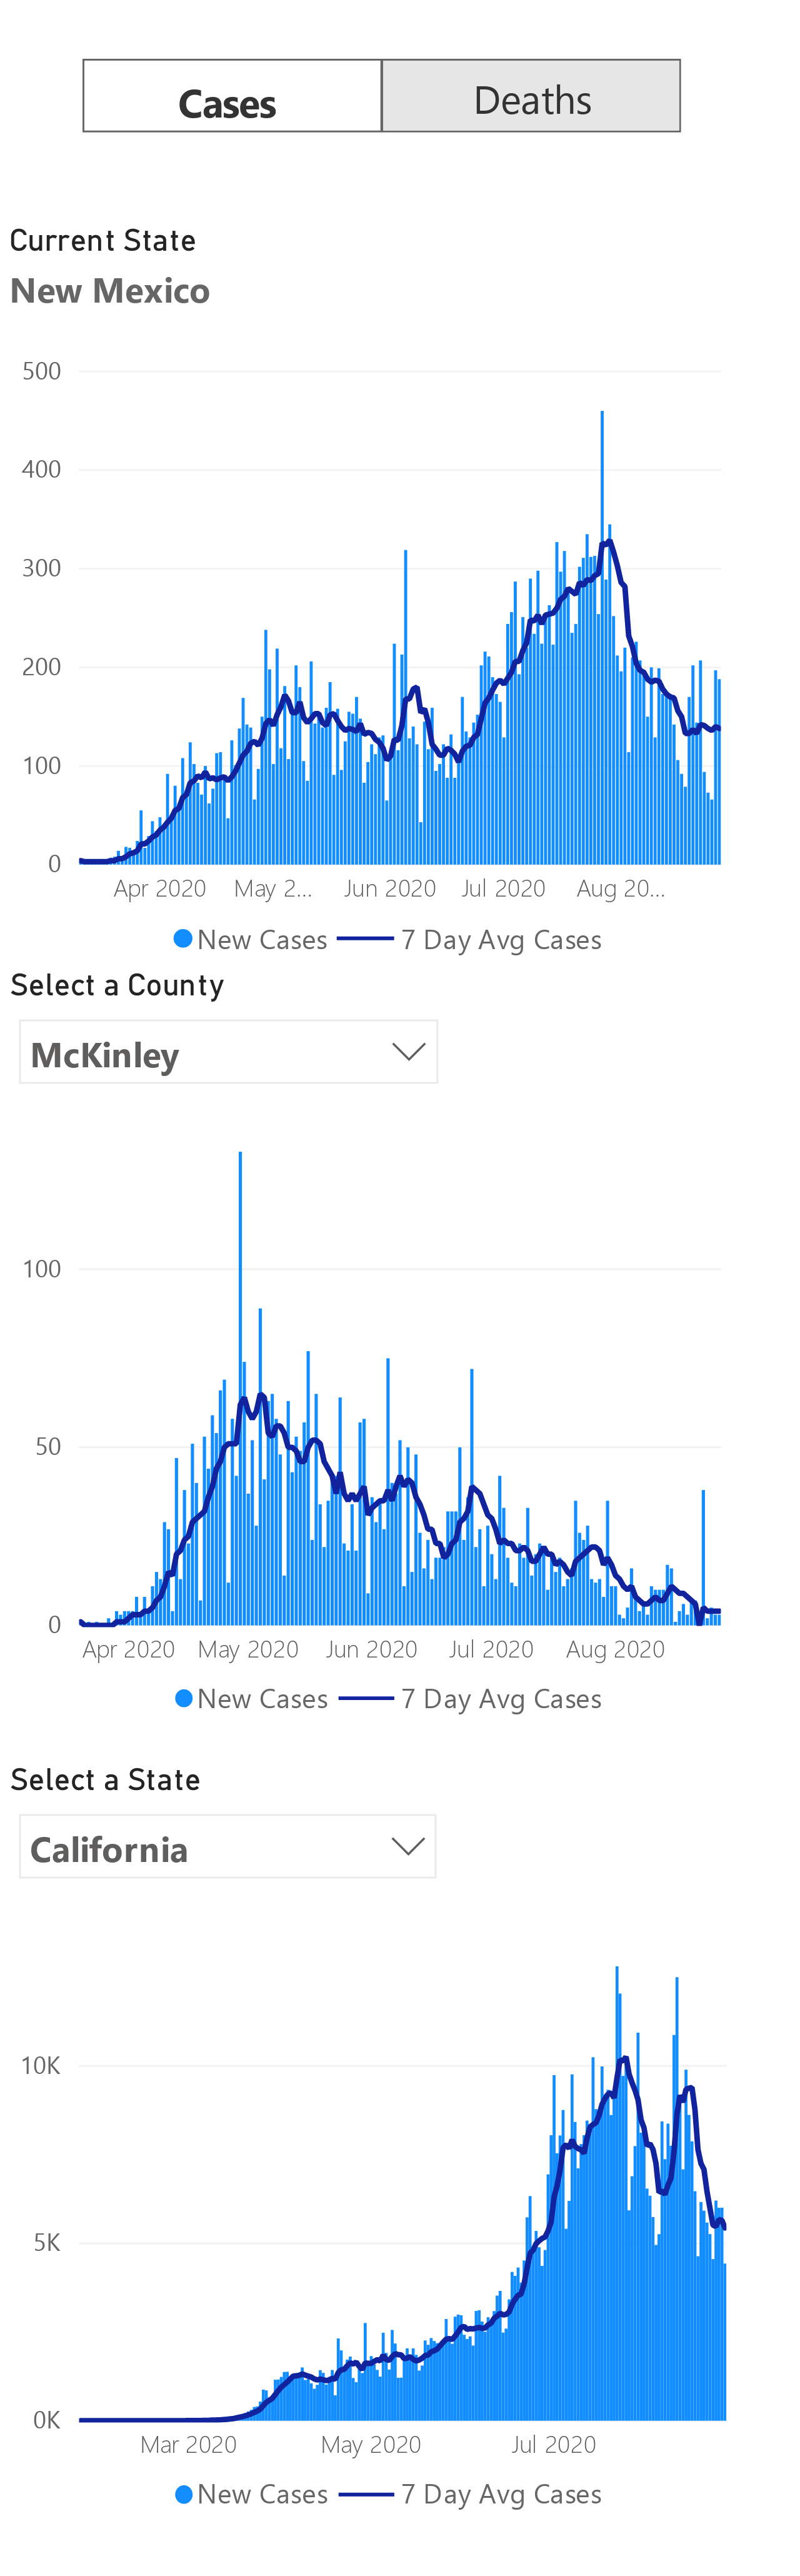 Cases Deaths
Current State
New Mexico
500
400
300
200
100
0
Apr 2020 May 2... Jun 2020 Jul 2020 Aug 20...
New Cases 7 Day Avg Cases
Select a County
McKinley
100
50
0
Apr 2020 May 2020 Jun 2020 Jul 2020 Aug 2020
New Cases 7 Day Avg Cases
Select a State
California
10K
5K
0K
Mar 2020 May 2020 Jul 2020
New Cases 7 Day Avg Cases